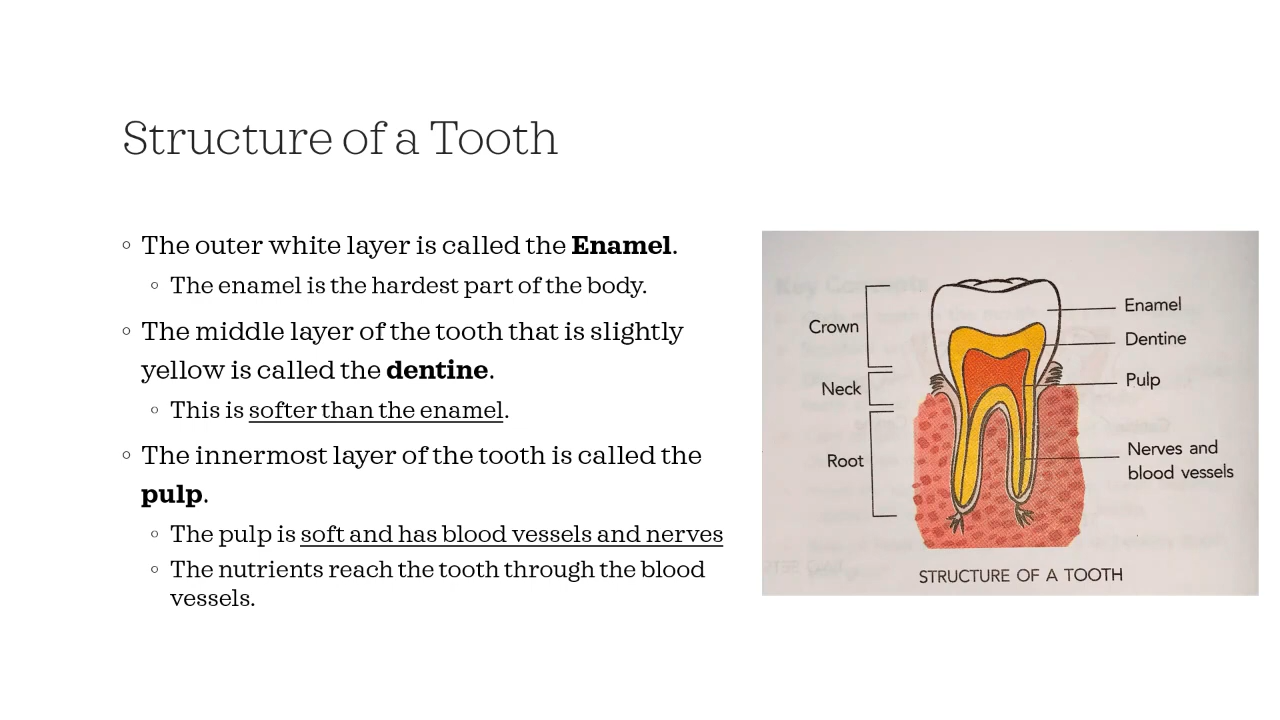 Structure of a Tooth
◦ The outer white layer is called the Enamel.
◦ The enamel is the hardest part of the body.
◦ The middle layer of the tooth that is slightly
yellow is called the dentine.
◦ This is softer than the enamel.
◦ The innermost layer of the tooth is called the
pulp.
◦ The pulp is soft and has blood vessels and nerves
◦ The nutrients reach the tooth through the blood
vessels.
Crown
Neck
Root
Enamel
Dentine
Pulp
Nerves and
blood vessels
STRUCTURE OF A TOOTH